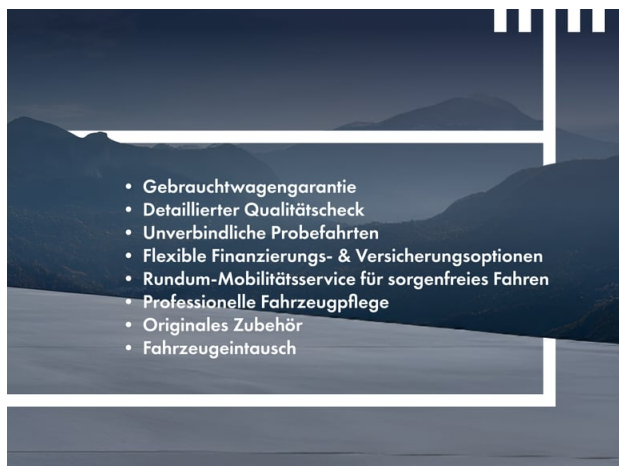 • Gebrauchtwagengarantie
• Detaillierter Qualitätscheck
• Unverbindliche Probefahrten
• Flexible Finanzierungs- & Versicherungsoptionen
• Rundum-Mobilitätsservice für sorgenfreies Fahren
• Professionelle Fahrzeugpflege
• Originales Zubehör
• Fahrzeugeintausch